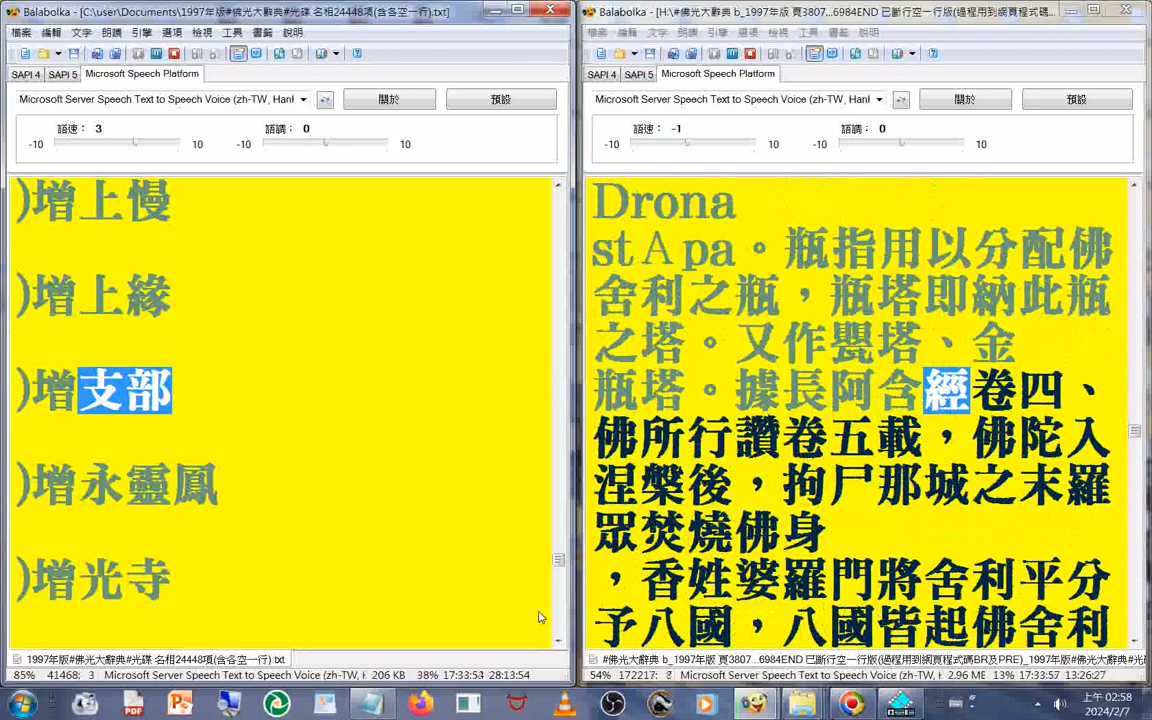 Balabolka - [C:\user\Documents\1997年版#佛光大辭典#光碟 名相24448項(含各空一行).txt]
檔案 編輯 文字 朗讀 引擎 選項 檢視 工具 書籤 說明
SAPI 4 SAPI 5 Microsoft Speech Platform
Microsoft Server Speech Text to Speech Voice (zh-TW, Hanl
關於
預設
語速： 3
語調： 0
-10 10 -10 10
)增上慢
)增上緣
)增支部
)增永靈鳳
)增光寺
1997年版#佛光大辭典#光碟 名相24448項(含各空一行).txt
85% 41468: 3 Microsoft Server Speech Text to Speech Voice (zh-TW, H 206 KB 38% 17:33:54 28:13:54
Balabolka - [H:\#佛光大辭典 b_1997年版 頁3807...6984END 已斷行空一行版(過程用到網頁程式碼...
檔案 編輯 文字 朗讀 引擎 選項 檢視 工具 書籤 說明
SAPI 4 SAPI 5 Microsoft Speech Platform
Microsoft Server Speech Text to Speech Voice (zh-TW, Hanl
關於
預設
語速： -1
語調： 0
-10 10 -10 10
Drona
stＡpa。瓶指用以分配佛
舍利之瓶，瓶塔即納此瓶
之塔。又作甖塔、金
瓶塔。據長阿含經卷四、
佛所行讚卷五載，佛陀入
涅槃後，拘尸那城之末羅
眾焚燒佛身
，香姓婆羅門將舍利平分
予八國，八國皆起佛舍利
#佛光大辭典 b_1997年版 頁3807...6984END 已斷行空一行版(過程用到網頁程式碼BR及PRE)_1997年版#佛光大辭典#光
54% 172217: Microsoft Server Speech Text to Speech Voice (zh-TW, H 2.96 MB 13% 17:33:57 13:26:27
上午 02:58
2024/2/7